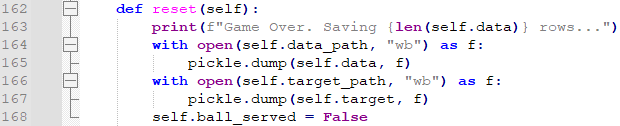 162 def reset(self):
163 print(f"Game Over. Saving {len(self.data)} rows...")
164 with open(self.data_path, "wb") as f:
165 pickle.dump(self.data, f)
166 with open(self.target_path, "wb") as f:
167 pickle.dump(self.target, f)
168 self.ball_served = False